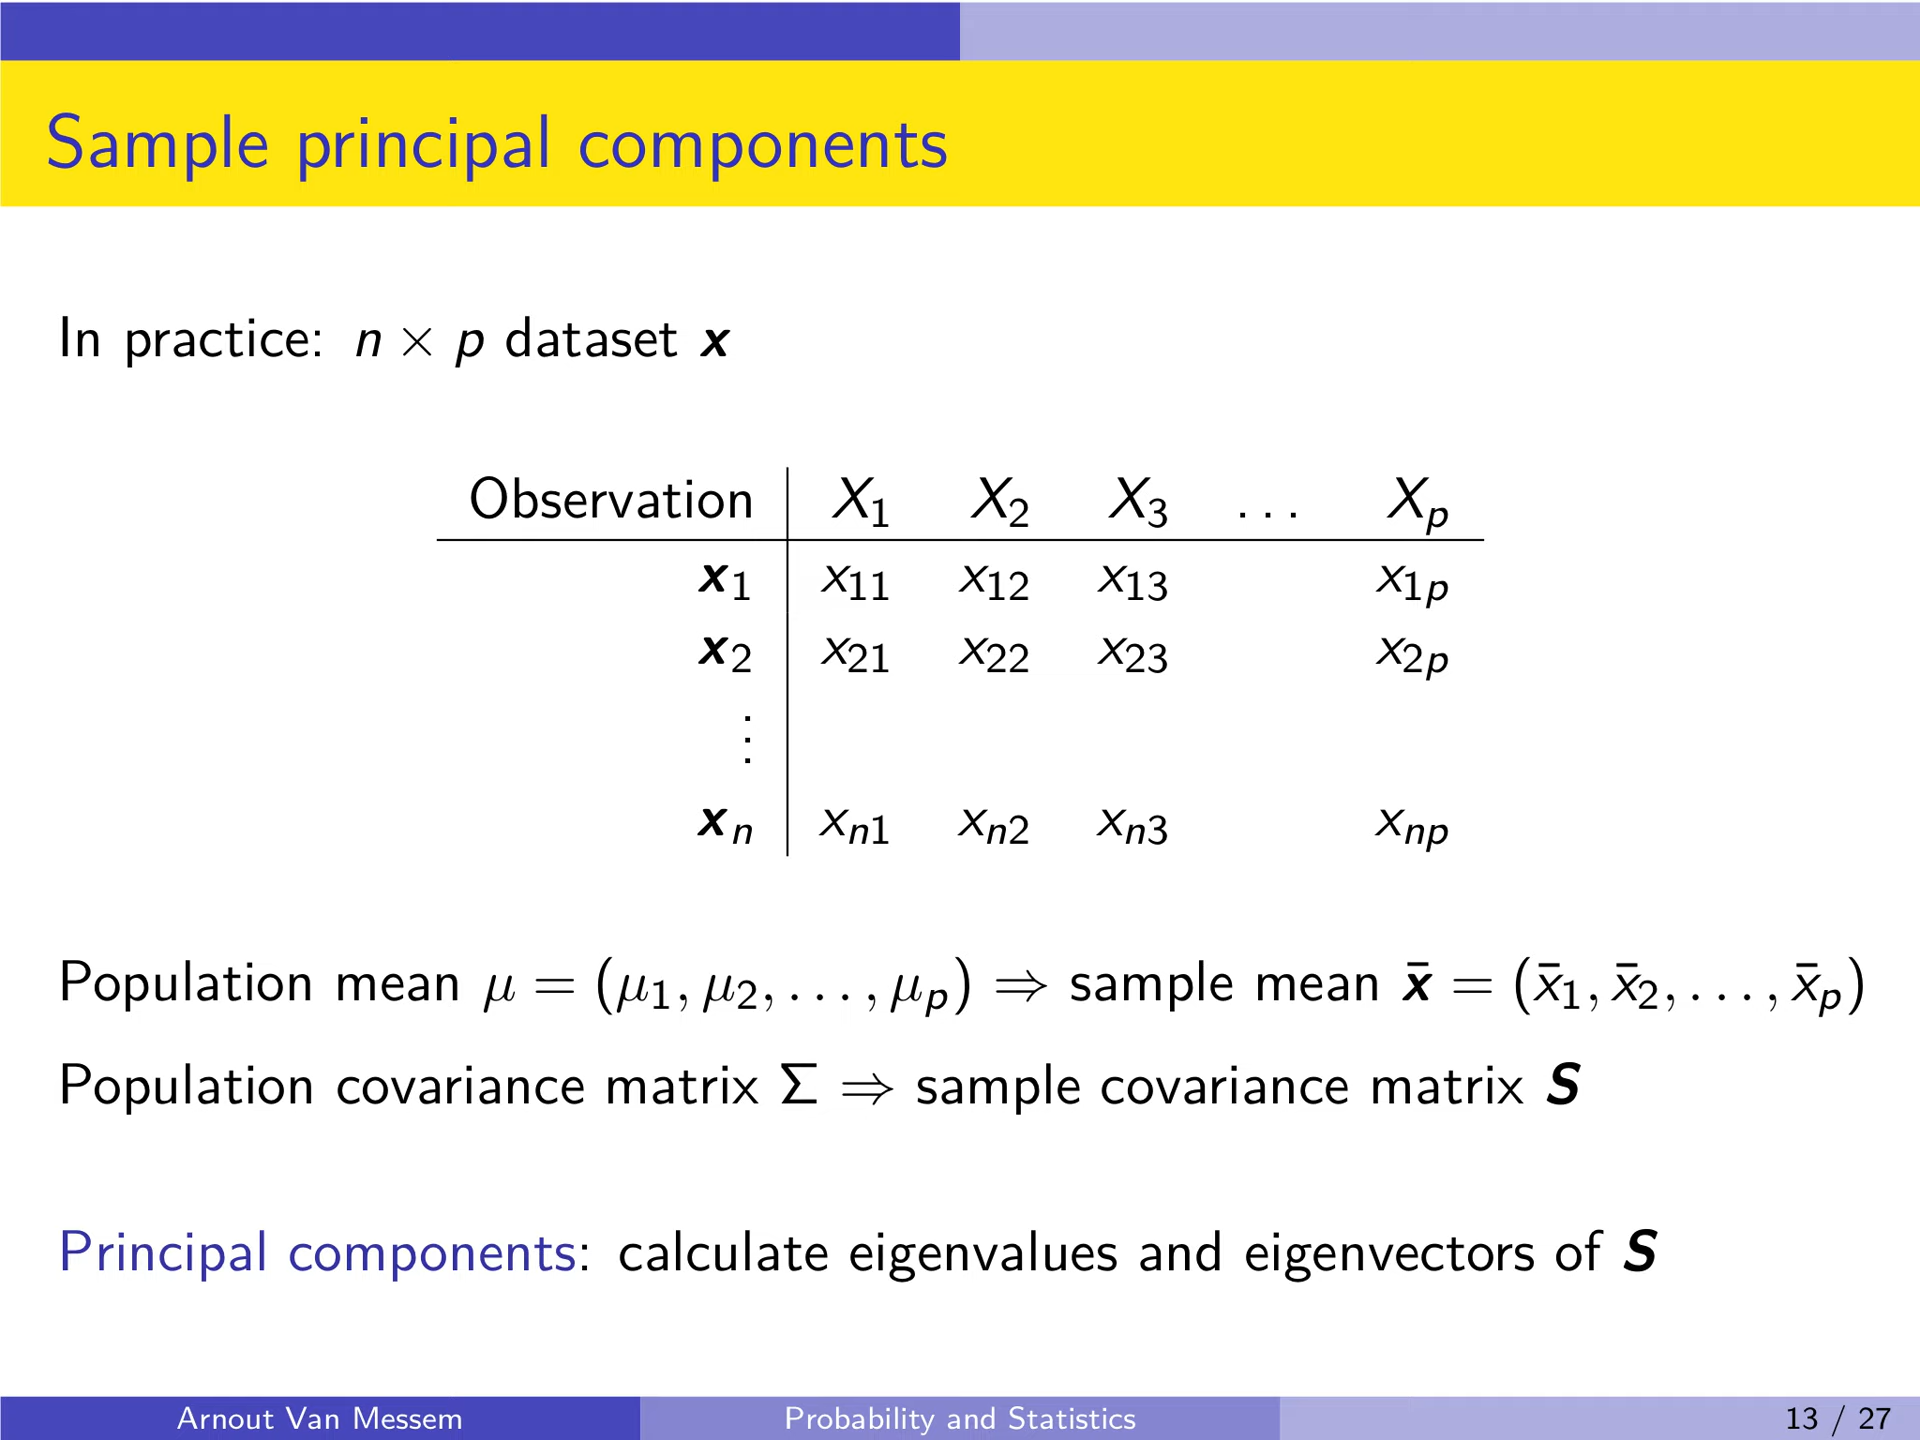 Sample principal components
In practice: n × p dataset x
Observation X₁ X₂ X₃ . . . Xₚ
x₁ x₁₁ x₁₂ x₁₃ x₁ₚ
x₂ x₂₁ x₂₂ x₂₃ x₂ₚ
⋮
xₙ xₙ₁ xₙ₂ xₙ₃ xₙₚ
Population mean μ = (μ₁, μ₂, . . . , μₚ) ⇒ sample mean x̄ = (x̄₁, x̄₂, . . . , x̄ₚ)
Population covariance matrix Σ ⇒ sample covariance matrix S
Principal components: calculate eigenvalues and eigenvectors of S
Arnout Van Messem Probability and Statistics 13 / 27